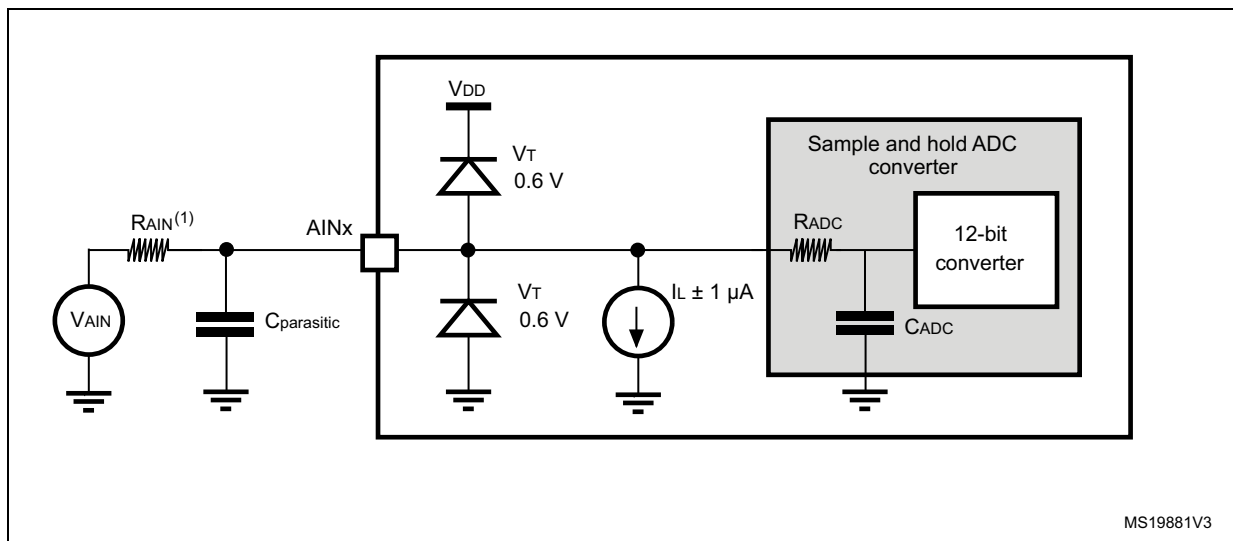 VDD
VT
0.6 V
Sample and hold ADC
converter
RAIN(1)
AINx
RADC
12-bit
converter
VT
0.6 V
IL ± 1 µA
VAIN
Cparasitic
CADC
MS19881V3